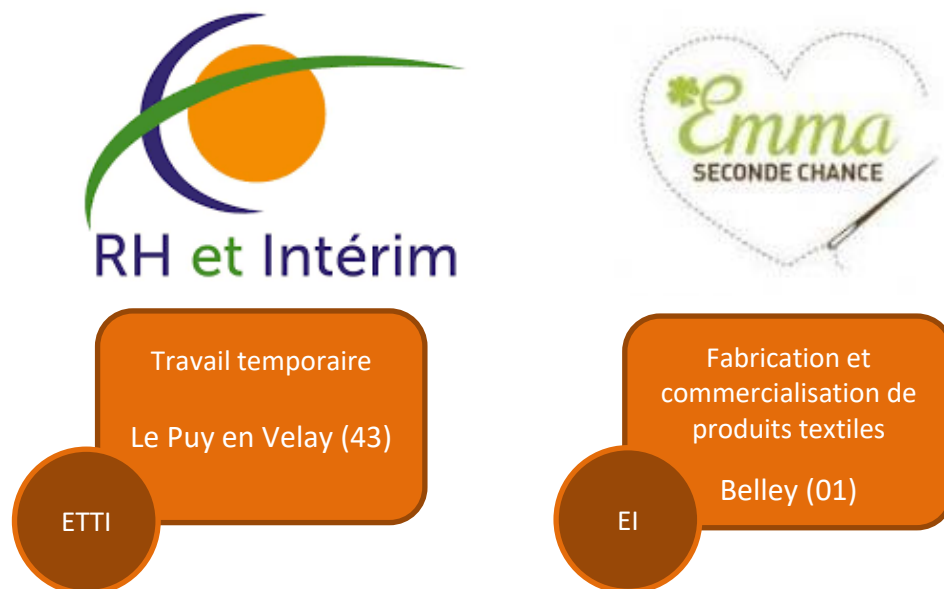 RH et Intérim
Travail temporaire
Le Puy en Velay (43)
ETTI
Emma
SECONDE CHANCE
Fabrication et
commercialisation de
produits textiles
Belley (01)
EI